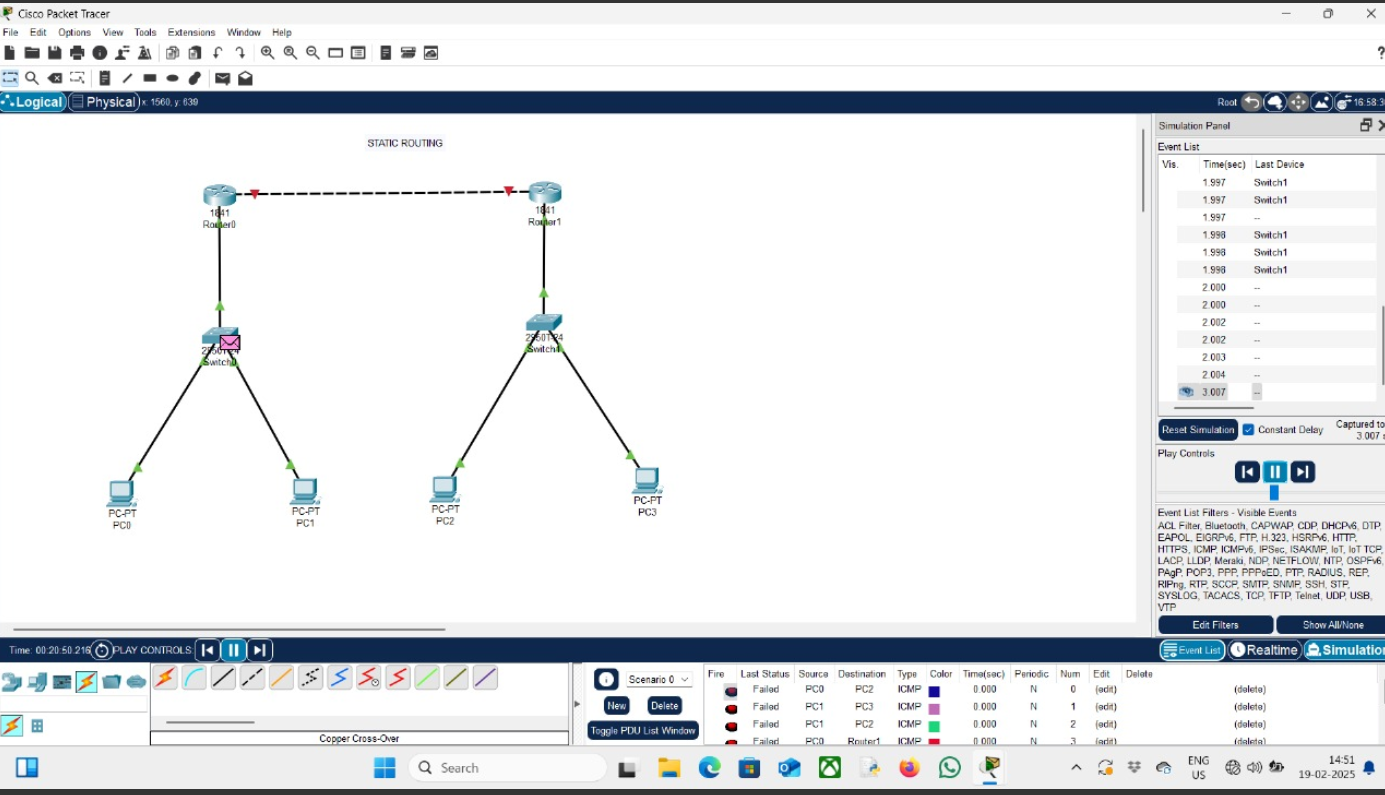 Cisco Packet Tracer
File Edit Options View Tools Extensions Window Help
?
Logical Physical x: 1560, y: 639
Root 16:58:3
STATIC ROUTING
1841
Router0
1841
Router1
Switch0
2950T-24
Switch1
PC-PT
PC0
PC-PT
PC1
PC-PT
PC2
PC-PT
PC3
Simulation Panel
Event List
Vis. Time(sec) Last Device
1.997 Switch1
1.997 Switch1
1.997 --
1.998 Switch1
1.998 Switch1
1.998 Switch1
2.000 --
2.000 --
2.002 --
2.002 --
2.003 --
2.004 --
3.007 --
Reset Simulation Constant Delay Captured to
3.007 s
Play Controls
Event List Filters - Visible Events
ACL Filter, Bluetooth, CAPWAP, CDP, DHCPv6, DTP,
EAPOL, EIGRPv6, FTP, H.323, HSRPv6, HTTP,
HTTPS, ICMP, ICMPv6, IPSec, ISAKMP, IoT, IoT TCP,
LACP, LLDP, Meraki, NDP, NETFLOW, NTP, OSPFv6,
PAgP, POP3, PPP, PPPoED, PTP, RADIUS, REP,
RIPng, RTP, SCCP, SMTP, SNMP, SSH, STP,
SYSLOG, TACACS, TCP, TFTP, Telnet, UDP, USB,
VTP
Edit Filters Show All/None
Time: 00:20:50.216 PLAY CONTROLS:
Event List Realtime Simulation
Copper Cross-Over
Scenario 0
New Delete
Toggle PDU List Window
Fire Last Status Source Destination Type Color Time(sec) Periodic Num Edit Delete
Failed PC0 PC2 ICMP 0.000 N 0 (edit) (delete)
Failed PC1 PC3 ICMP 0.000 N 1 (edit) (delete)
Failed PC1 PC2 ICMP 0.000 N 2 (edit) (delete)
Failed PC0 Router1 ICMP 0.000 N 3 (edit) (delete)
Search
ENG
US
14:51
19-02-2025